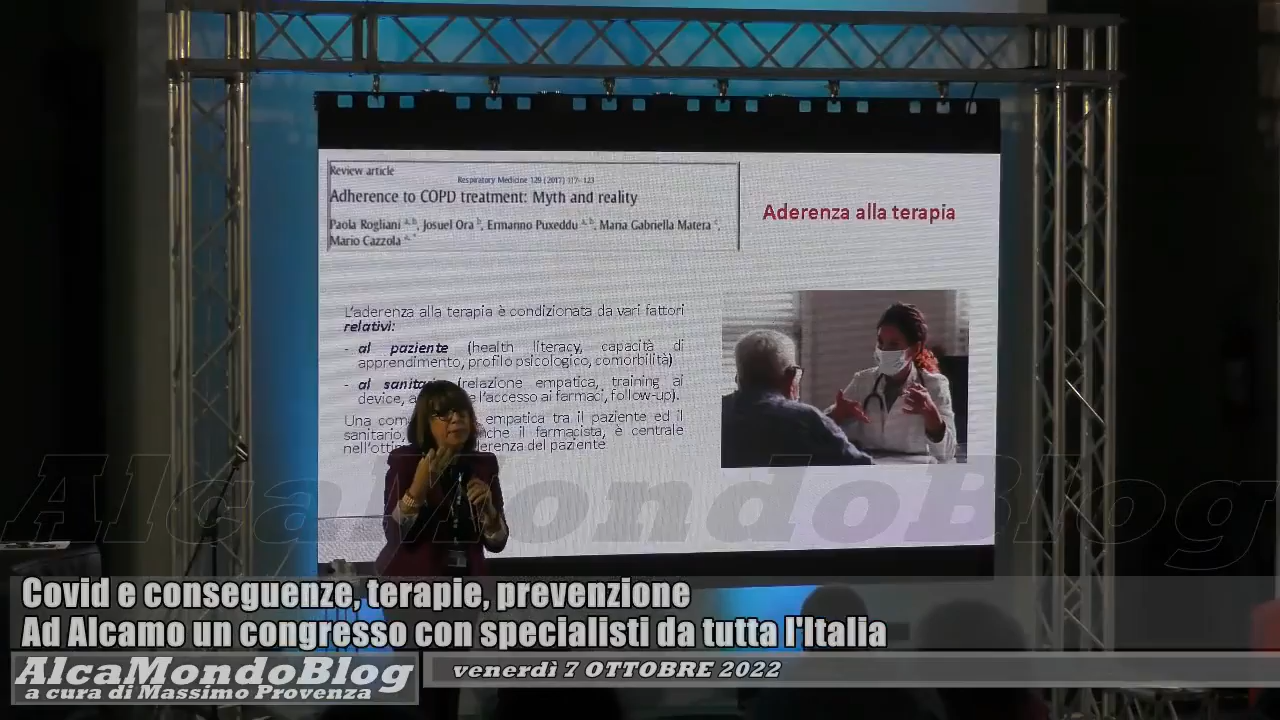 Review article
Respiratory Medicine 129 (2017) 117-123
Adherence to COPD treatment: Myth and reality
Paola Rogliani a,b, Josuel Ora b, Ermanno Puxeddu a,b, Maria Gabriella Matera c,
Mario Cazzola
Aderenza alla terapia
L'aderenza alla terapia è condizionata da vari fattori
relativi:
- al paziente (health literacy, capacità di
apprendimento, profilo psicologico, comorbilità)
- al sanitario (relazione empatica, training ai
device, l'accesso ai farmaci, follow-up).
Una empatica tra il paziente ed il
sanitario, il farmacista, è centrale
del paziente
AlcaMondoBlog
Covid e conseguenze, terapie, prevenzione
Ad Alcamo un congresso con specialisti da tutta l'Italia
AlcaMondoBlog
a cura di Massimo Provenza
venerdì 7 OTTOBRE 2022